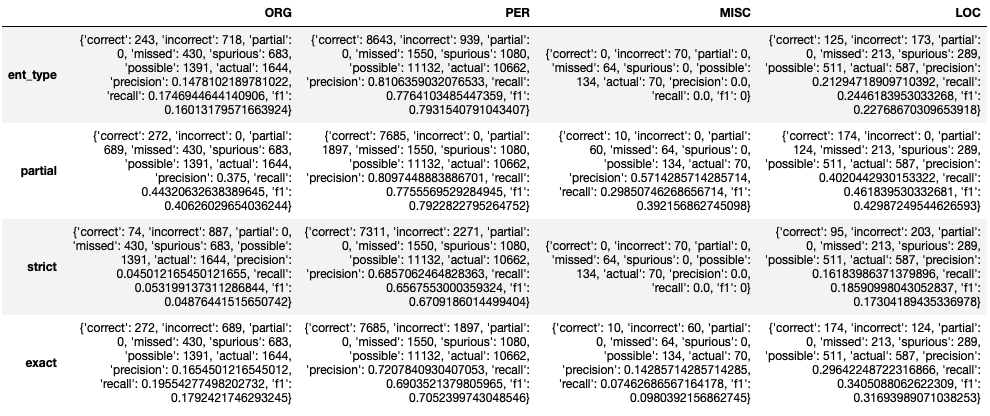 ORG PER MISC LOC
ent_type
{'correct': 243, 'incorrect': 718, 'partial':
0, 'missed': 430, 'spurious': 683,
'possible': 1391, 'actual': 1644,
'precision': 0.1478102189781022,
'recall': 0.1746944644140906, 'f1':
0.16013179571663924}
{'correct': 8643, 'incorrect': 939, 'partial':
0, 'missed': 1550, 'spurious': 1080,
'possible': 11132, 'actual': 10662,
'precision': 0.8106359032076533, 'recall':
0.7764103485447359, 'f1':
0.7931540791043407}
{'correct': 0, 'incorrect': 70, 'partial': 0,
'missed': 64, 'spurious': 0, 'possible':
134, 'actual': 70, 'precision': 0.0,
'recall': 0.0, 'f1': 0}
{'correct': 125, 'incorrect': 173, 'partial':
0, 'missed': 213, 'spurious': 289,
'possible': 511, 'actual': 587, 'precision':
0.21294718909710392, 'recall':
0.2446183953033268, 'f1':
0.22768670309653918}
partial
{'correct': 272, 'incorrect': 0, 'partial':
689, 'missed': 430, 'spurious': 683,
'possible': 1391, 'actual': 1644,
'precision': 0.375, 'recall':
0.44320632638389645, 'f1':
0.40626029654036244}
{'correct': 7685, 'incorrect': 0, 'partial':
1897, 'missed': 1550, 'spurious': 1080,
'possible': 11132, 'actual': 10662,
'precision': 0.8097448883886701, 'recall':
0.7755569529284945, 'f1':
0.7922822795264752}
{'correct': 10, 'incorrect': 0, 'partial':
60, 'missed': 64, 'spurious': 0,
'possible': 134, 'actual': 70,
'precision': 0.5714285714285714,
'recall': 0.29850746268656714, 'f1':
0.392156862745098}
{'correct': 174, 'incorrect': 0, 'partial':
124, 'missed': 213, 'spurious': 289,
'possible': 511, 'actual': 587, 'precision':
0.4020442930153322, 'recall':
0.461839530332681, 'f1':
0.42987249544626593}
strict
{'correct': 74, 'incorrect': 887, 'partial': 0,
'missed': 430, 'spurious': 683, 'possible':
1391, 'actual': 1644, 'precision':
0.045012165450121655, 'recall':
0.053199137311286844, 'f1':
0.04876441515650742}
{'correct': 7311, 'incorrect': 2271, 'partial':
0, 'missed': 1550, 'spurious': 1080,
'possible': 11132, 'actual': 10662,
'precision': 0.6857062464828363, 'recall':
0.6567553000359324, 'f1':
0.6709186014499404}
{'correct': 0, 'incorrect': 70, 'partial': 0,
'missed': 64, 'spurious': 0, 'possible':
134, 'actual': 70, 'precision': 0.0,
'recall': 0.0, 'f1': 0}
{'correct': 95, 'incorrect': 203, 'partial':
0, 'missed': 213, 'spurious': 289,
'possible': 511, 'actual': 587, 'precision':
0.16183986371379896, 'recall':
0.18590998043052837, 'f1':
0.17304189435336978}
exact
{'correct': 272, 'incorrect': 689, 'partial':
0, 'missed': 430, 'spurious': 683,
'possible': 1391, 'actual': 1644,
'precision': 0.1654501216545012,
'recall': 0.19554277498202732, 'f1':
0.1792421746293245}
{'correct': 7685, 'incorrect': 1897, 'partial':
0, 'missed': 1550, 'spurious': 1080,
'possible': 11132, 'actual': 10662,
'precision': 0.7207840930407053, 'recall':
0.6903521379805965, 'f1':
0.7052399743048546}
{'correct': 10, 'incorrect': 60, 'partial':
0, 'missed': 64, 'spurious': 0,
'possible': 134, 'actual': 70,
'precision': 0.14285714285714285,
'recall': 0.07462686567164178, 'f1':
0.0980392156862745}
{'correct': 174, 'incorrect': 124, 'partial':
0, 'missed': 213, 'spurious': 289,
'possible': 511, 'actual': 587, 'precision':
0.29642248722316866, 'recall':
0.3405088062622309, 'f1':
0.31693989071038253}